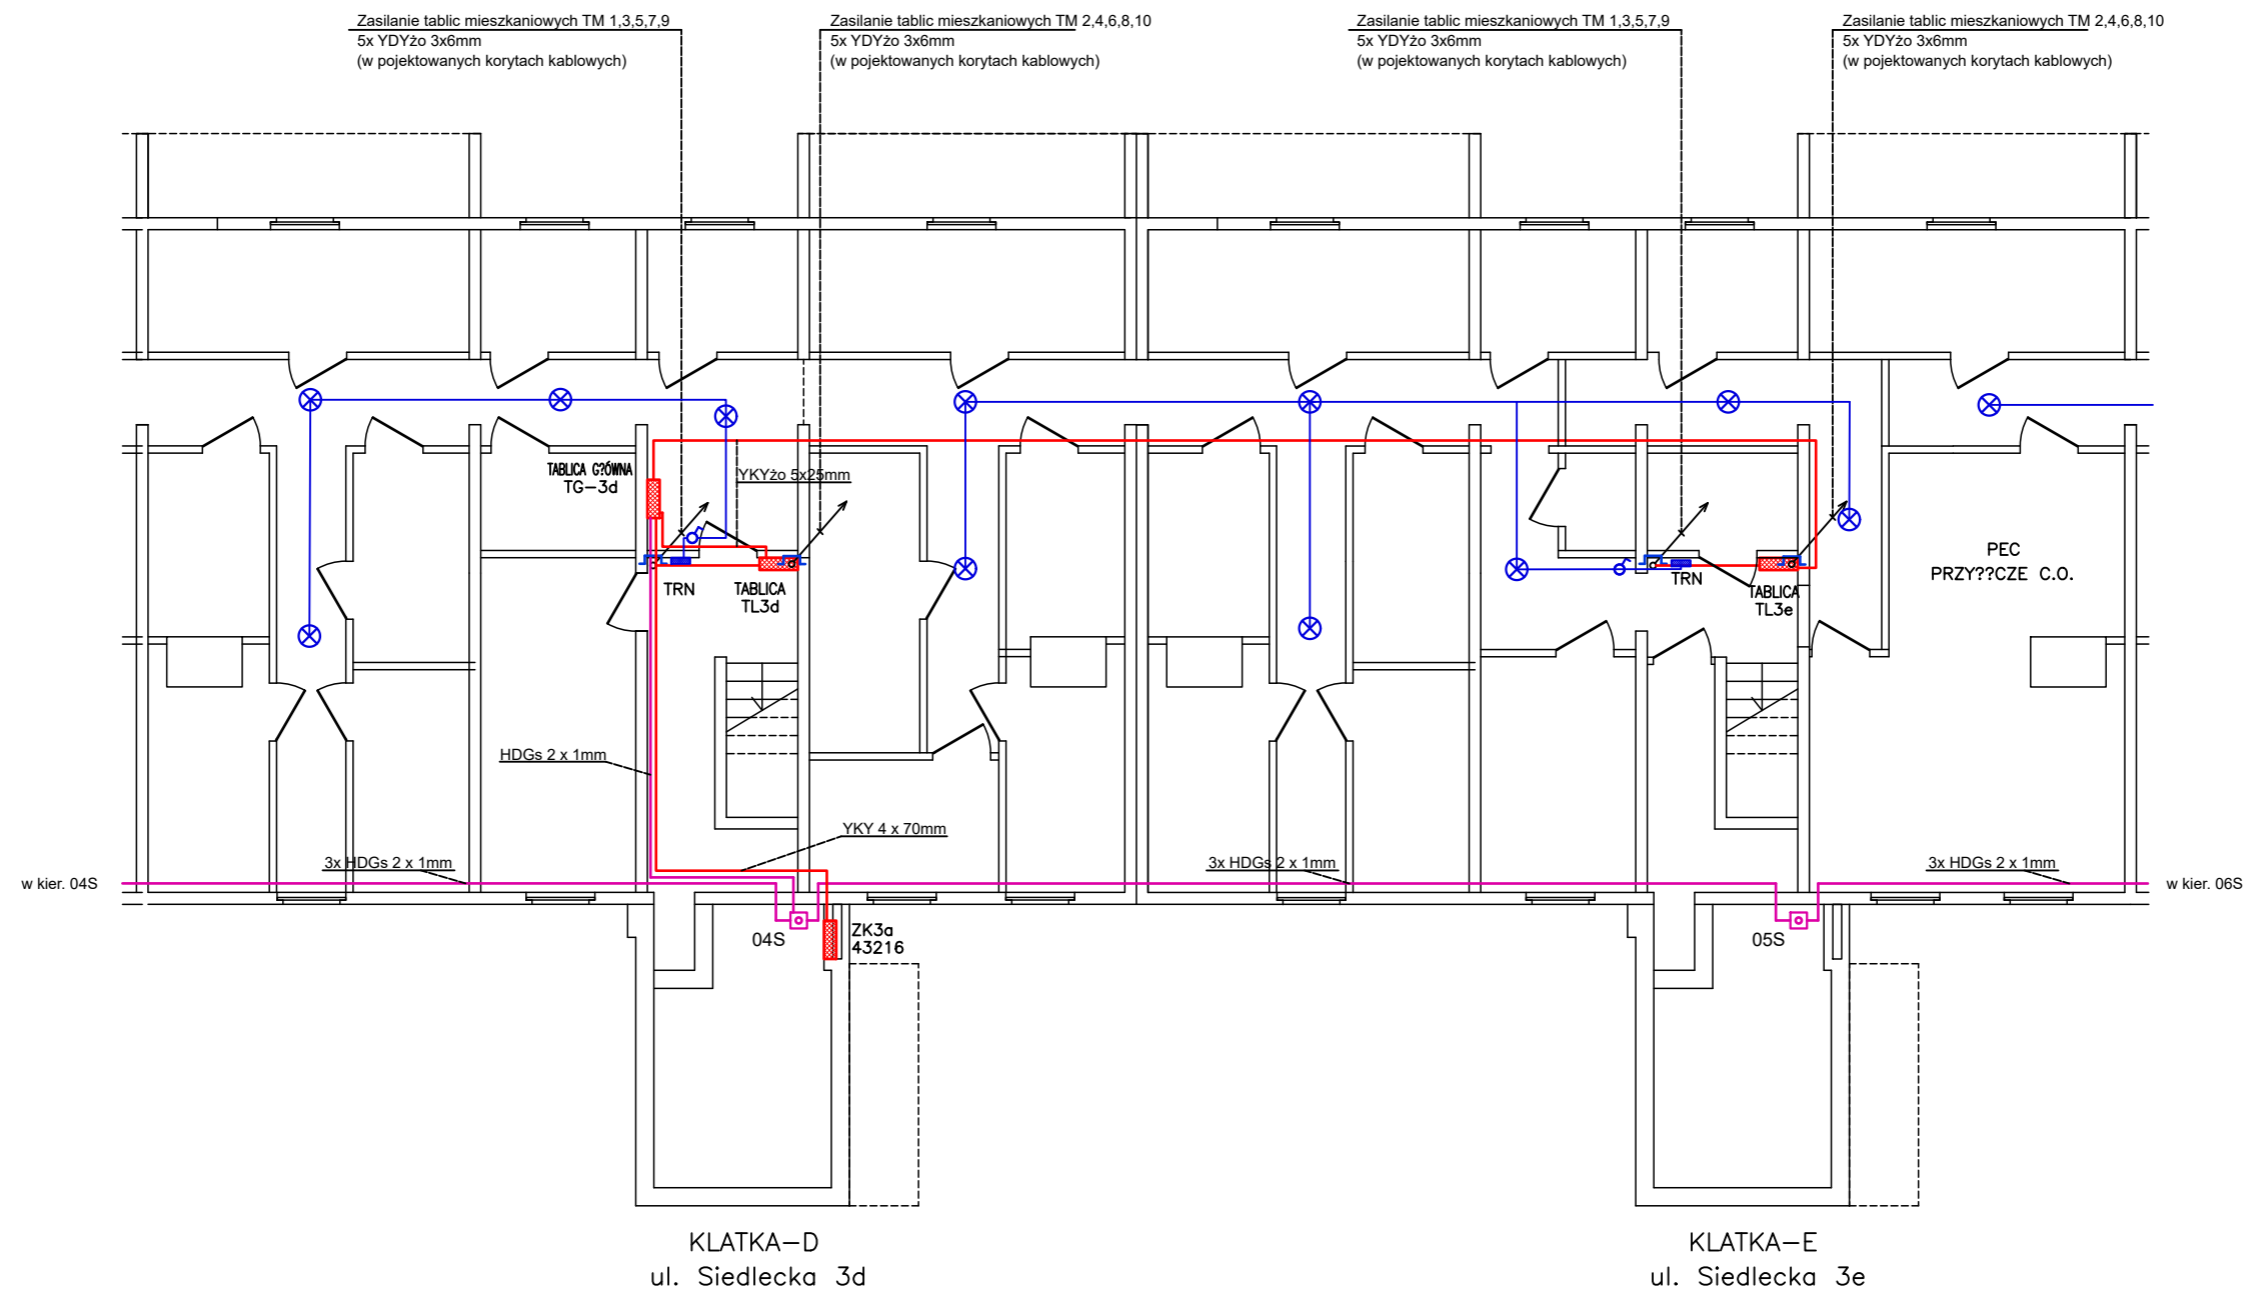 Zasilanie tablic mieszkaniowych TM 1,3,5,7,9
5x YDYżo 3x6mm
(w pojektowanych korytach kablowych)
Zasilanie tablic mieszkaniowych TM 2,4,6,8,10
5x YDYżo 3x6mm
(w pojektowanych korytach kablowych)
Zasilanie tablic mieszkaniowych TM 1,3,5,7,9
5x YDYżo 3x6mm
(w pojektowanych korytach kablowych)
Zasilanie tablic mieszkaniowych TM 2,4,6,8,10
5x YDYżo 3x6mm
(w pojektowanych korytach kablowych)
TABLICA G?ÓWNA
TG-3d
YKYżo 5x25mm
TRN
TABLICA
TL3d
TRN
TABLICA
TL3e
PEC
PRZY??CZE C.O.
HDGs 2 x 1mm
YKY 4 x 70mm
w kier. 04S
3x HDGs 2 x 1mm
3x HDGs 2 x 1mm
3x HDGs 2 x 1mm
w kier. 06S
04S
ZK3a
43216
05S
KLATKA-D
ul. Siedlecka 3d
KLATKA-E
ul. Siedlecka 3e